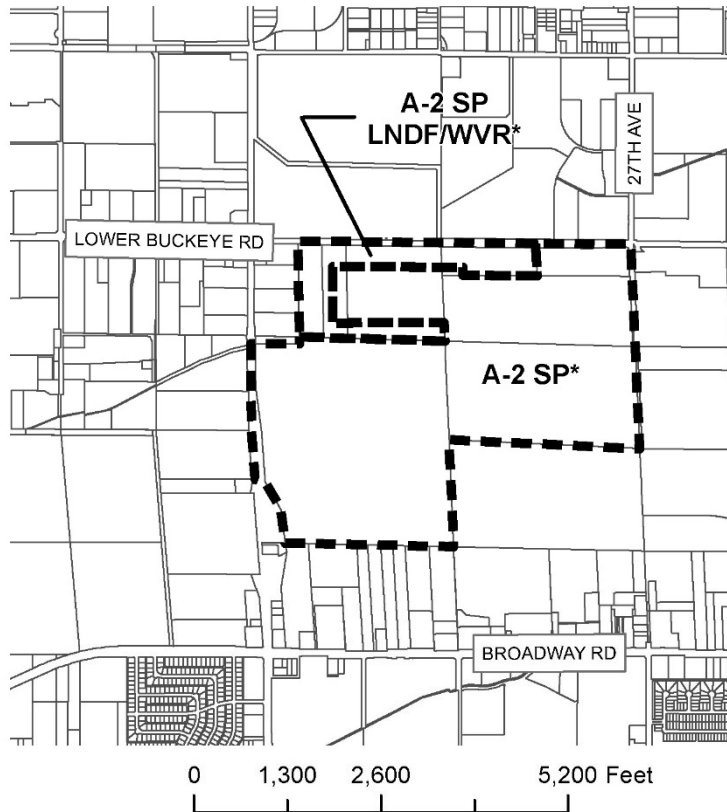 A-2 SP
LNDF/WVR*
27TH AVE
LOWER BUCKEYE RD
A-2 SP*
BROADWAY RD
0 1,300 2,600 5,200 Feet